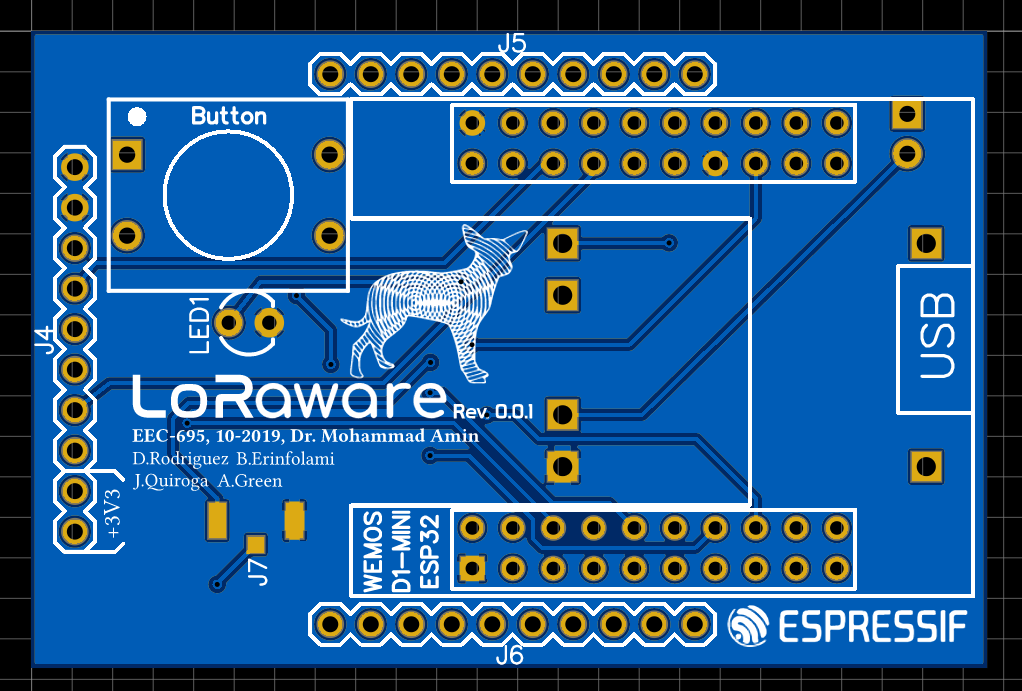 J5
Button
J4
LED1
USB
LoRaware Rev. 0.0.1
EEC-695, 10-2019, Dr. Mohammad Amin
D.Rodriguez B.Erinfolami
J.Quiroga A.Green
+3V3
J7
WEMOS
D1-MINI
ESP32
J6
ESPRESSIF